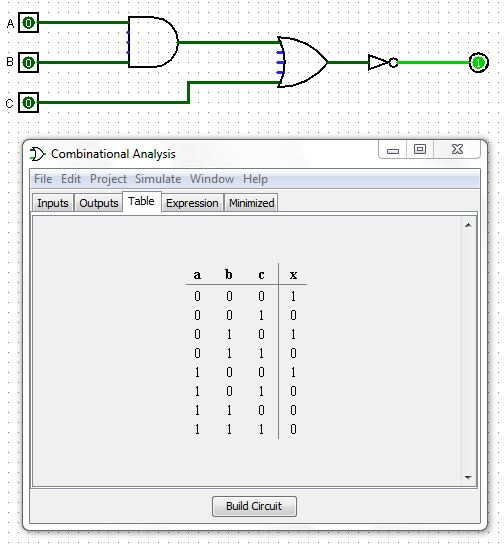 A 0
B 0
C 0
1
Combinational Analysis
File Edit Project Simulate Window Help
Inputs Outputs Table Expression Minimized
a b c x
0 0 0 1
0 0 1 0
0 1 0 1
0 1 1 0
1 0 0 1
1 0 1 0
1 1 0 0
1 1 1 0
Build Circuit